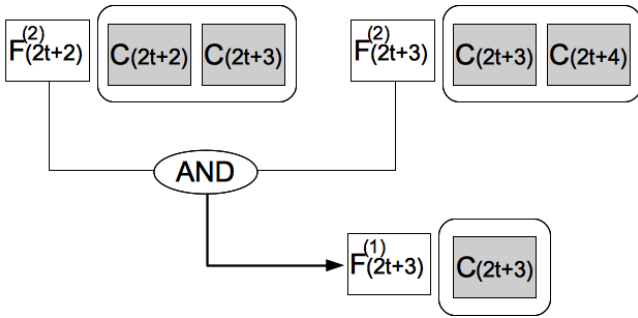 F(2)(2t+2) C(2t+2) C(2t+3) F(2)(2t+3) C(2t+3) C(2t+4)
AND
F(1)(2t+3) C(2t+3)